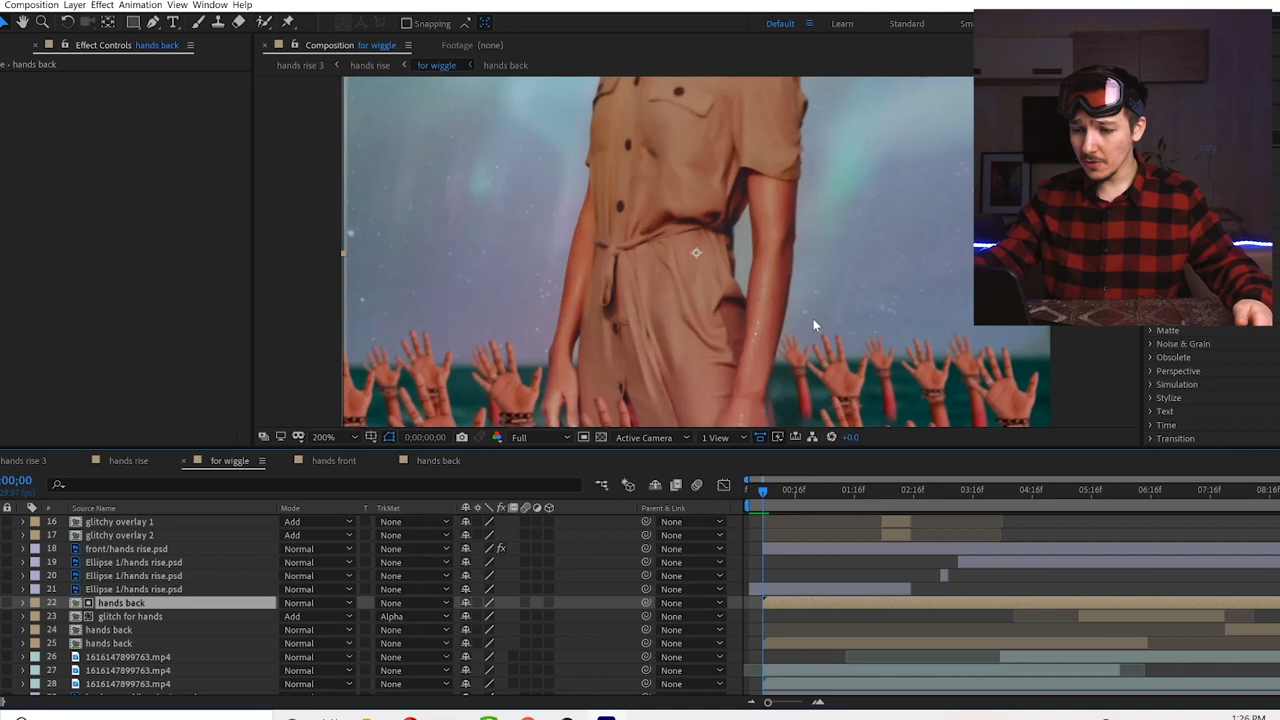 Composition Layer Effect Animation View Window Help
Snapping Default Learn Standard
Effect Controls hands back Composition for wiggle Footage (none)
hands back hands rise 3 hands rise for wiggle hands back
Matte
Noise & Grain
Obsolete
Perspective
Simulation
Stylize
Text
Time
Transition
200% 0;00;00;00 Full Active Camera 1 View +0.0
hands rise 3 hands rise for wiggle hands front hands back
00;00
29.97 fps) 00:16f 01:16f 02:16f 03:16f 04:16f 05:16f 06:16f 07:16f 08:16f
# Source Name Mode T TrkMat Parent & Link
16 glitchy overlay 1 Add None None
17 glitchy overlay 2 Add None None
18 front/hands rise.psd Normal None fx None
19 Ellipse 1/hands rise.psd Normal None None
20 Ellipse 1/hands rise.psd Normal None None
21 Ellipse 1/hands rise.psd Normal None None
22 hands back Normal None None
23 glitch for hands Add Alpha None
24 hands back Normal None None
25 hands back Normal None None
26 1616147899763.mp4 Normal None None
27 1616147899763.mp4 Normal None None
28 1616147899763.mp4 Normal None None
1:26 PM